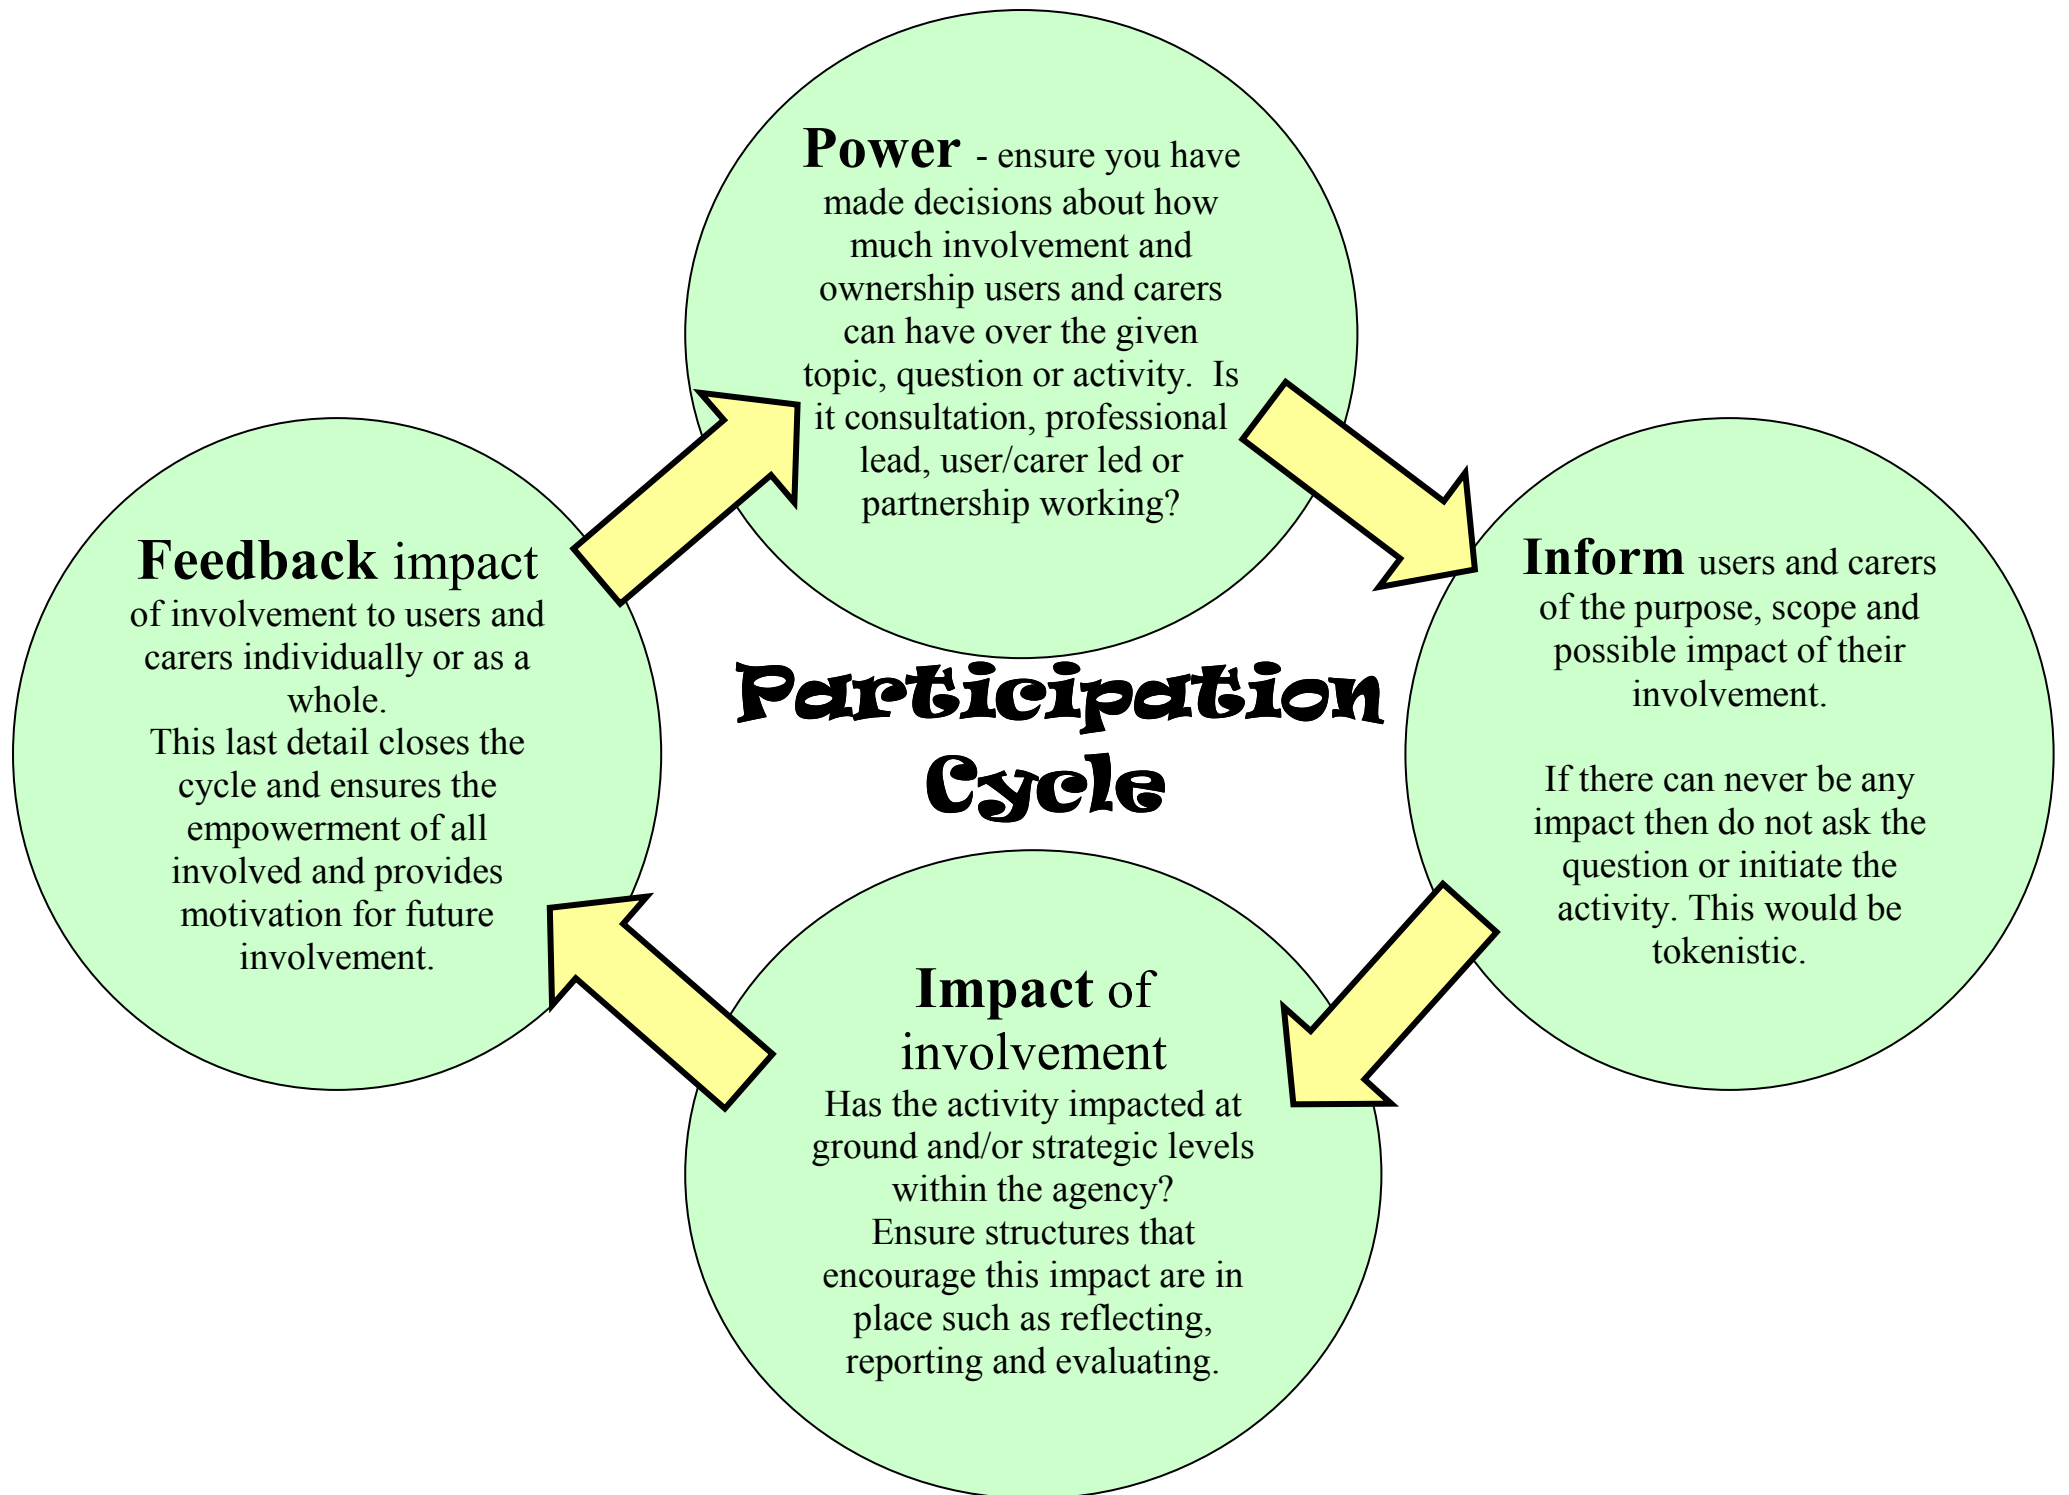 Power - ensure you have
made decisions about how
much involvement and
ownership users and carers
can have over the given
topic, question or activity.  Is
it consultation, professional
lead, user/carer led or
partnership working?
Inform users and carers
of the purpose, scope and
possible impact of their
involvement.
If there can never be any
impact then do not ask the
question or initiate the
activity. This would be
tokenistic.
Impact of
involvement
Has the activity impacted at
ground and/or strategic levels
within the agency?
Ensure structures that
encourage this impact are in
place such as reflecting,
reporting and evaluating.
Feedback impact
of involvement to users and
carers individually or as a
whole.
This last detail closes the
cycle and ensures the
empowerment of all
involved and provides
motivation for future
involvement.
Participation
Cycle